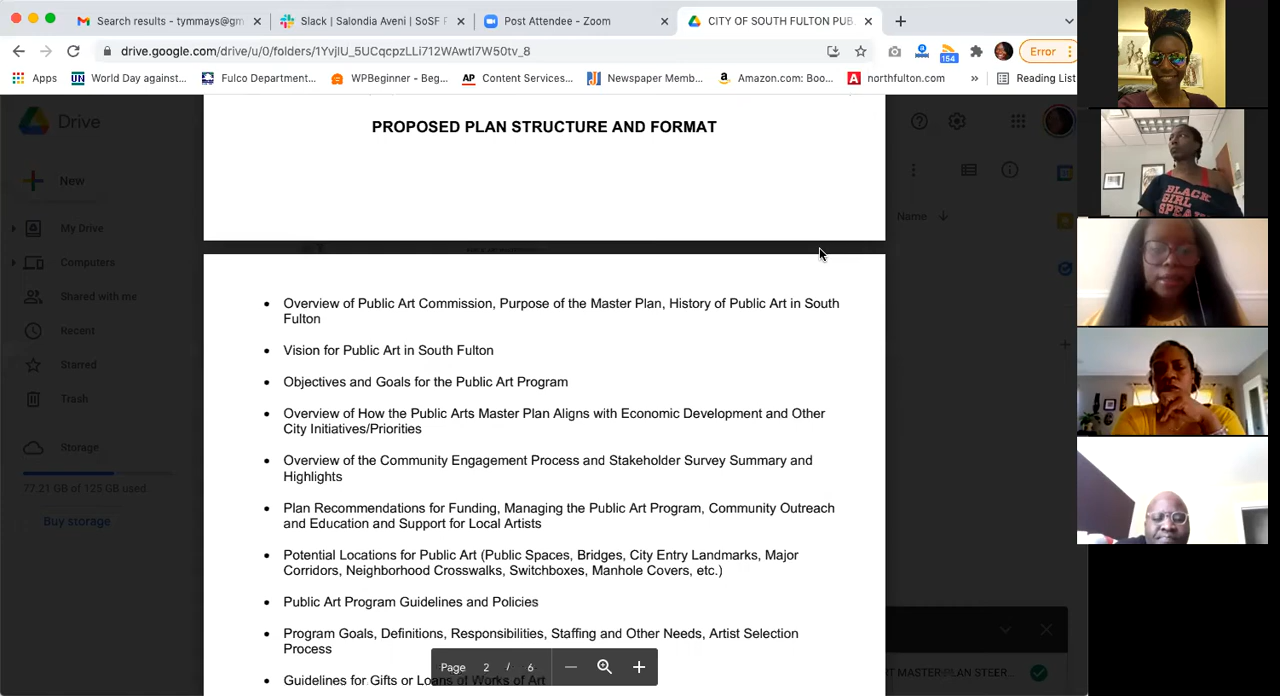 Search results - tymmays@gm
Slack | Salondia Aveni | SoSF F
Post Attendee - Zoom
CITY OF SOUTH FULTON PUB
drive.google.com/drive/u/0/folders/1YvjlU_5UCqcpzLLi712WAwtI7W50tv_8
154
Error
Apps
World Day against...
Fulco Department...
WPBeginner - Beg...
Content Services...
Newspaper Memb...
Amazon.com: Boo...
northfulton.com
»
Reading List
Drive
New
My Drive
Computers
Shared with me
Recent
Starred
Trash
Storage
77.21 GB of 125 GB used
Buy storage
Name
PROPOSED PLAN STRUCTURE AND FORMAT
• Overview of Public Art Commission, Purpose of the Master Plan, History of Public Art in South
Fulton
• Vision for Public Art in South Fulton
• Objectives and Goals for the Public Art Program
• Overview of How the Public Arts Master Plan Aligns with Economic Development and Other
City Initiatives/Priorities
• Overview of the Community Engagement Process and Stakeholder Survey Summary and
Highlights
• Plan Recommendations for Funding, Managing the Public Art Program, Community Outreach
and Education and Support for Local Artists
• Potential Locations for Public Art (Public Spaces, Bridges, City Entry Landmarks, Major
Corridors, Neighborhood Crosswalks, Switchboxes, Manhole Covers, etc.)
• Public Art Program Guidelines and Policies
• Program Goals, Definitions, Responsibilities, Staffing and Other Needs, Artist Selection
Process
• Guidelines for Gifts or Loans of Works of Art
Page 2 / 6
T MASTER PLAN STEER...
BLACK
GIRL
SPEA